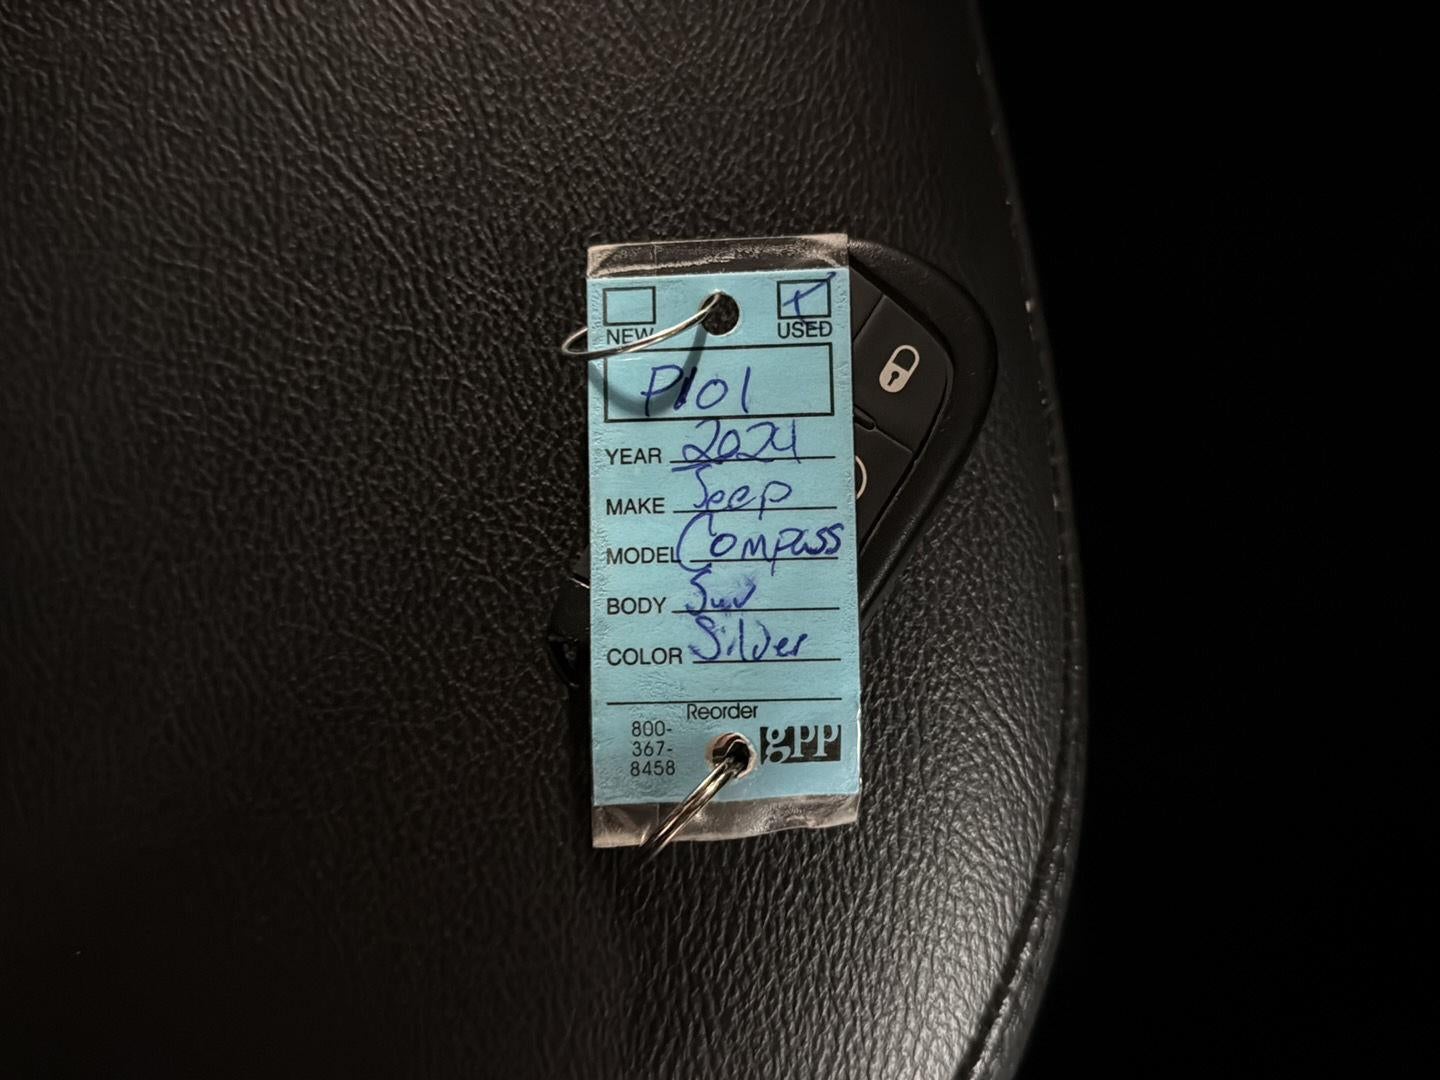 NEW USED
P101
YEAR 2024
MAKE Jeep
MODEL Compass
BODY Suv
COLOR Silver
Reorder
800-
367-
8458
gpp